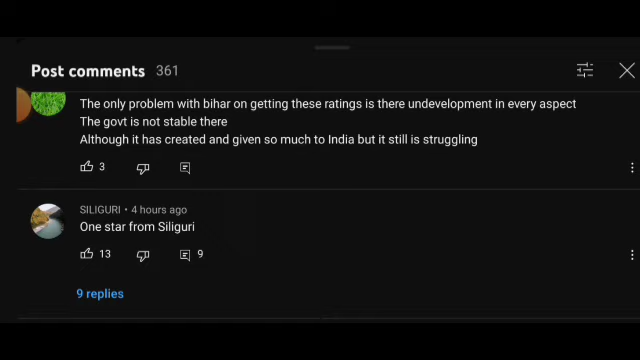 Post comments 361
The only problem with bihar on getting these ratings is there undevelopment in every aspect
The govt is not stable there
Although it has created and given so much to India but it still is struggling
3
SILIGURI • 4 hours ago
One star from Siliguri
13 9
9 replies